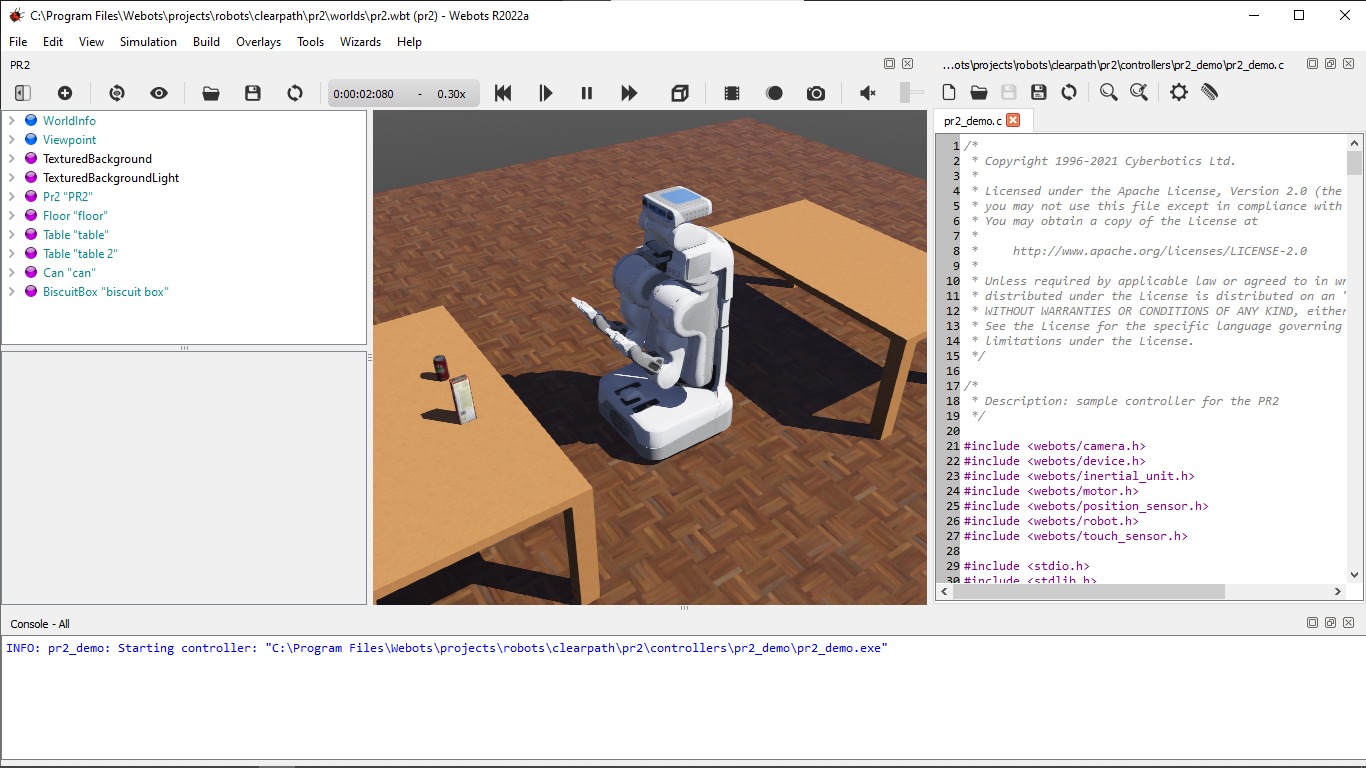 C:\Program Files\Webots\projects\robots\clearpath\pr2\worlds\pr2.wbt (pr2) - Webots R2022a
File Edit View Simulation Build Overlays Tools Wizards Help
PR2
0:00:02:080 - 0.30x
WorldInfo
Viewpoint
TexturedBackground
TexturedBackgroundLight
Pr2 "PR2"
Floor "floor"
Table "table"
Table "table 2"
Can "can"
BiscuitBox "biscuit box"
...ots\projects\robots\clearpath\pr2\controllers\pr2_demo\pr2_demo.c
pr2_demo.c
1 /*
2 * Copyright 1996-2021 Cyberbotics Ltd.
3 *
4 * Licensed under the Apache License, Version 2.0 (the
5 * you may not use this file except in compliance with
6 * You may obtain a copy of the License at
7 *
8 * http://www.apache.org/licenses/LICENSE-2.0
9 *
10 * Unless required by applicable law or agreed to in wr
11 * distributed under the License is distributed on an "
12 * WITHOUT WARRANTIES OR CONDITIONS OF ANY KIND, either
13 * See the License for the specific language governing
14 * limitations under the License.
15 */
16
17 /*
18 * Description: sample controller for the PR2
19 */
20
21 #include <webots/camera.h>
22 #include <webots/device.h>
23 #include <webots/inertial_unit.h>
24 #include <webots/motor.h>
25 #include <webots/position_sensor.h>
26 #include <webots/robot.h>
27 #include <webots/touch_sensor.h>
28
29 #include <stdio.h>
30 #include <stdlib.h>
Console - All
INFO: pr2_demo: Starting controller: "C:\Program Files\Webots\projects\robots\clearpath\pr2\controllers\pr2_demo\pr2_demo.exe"